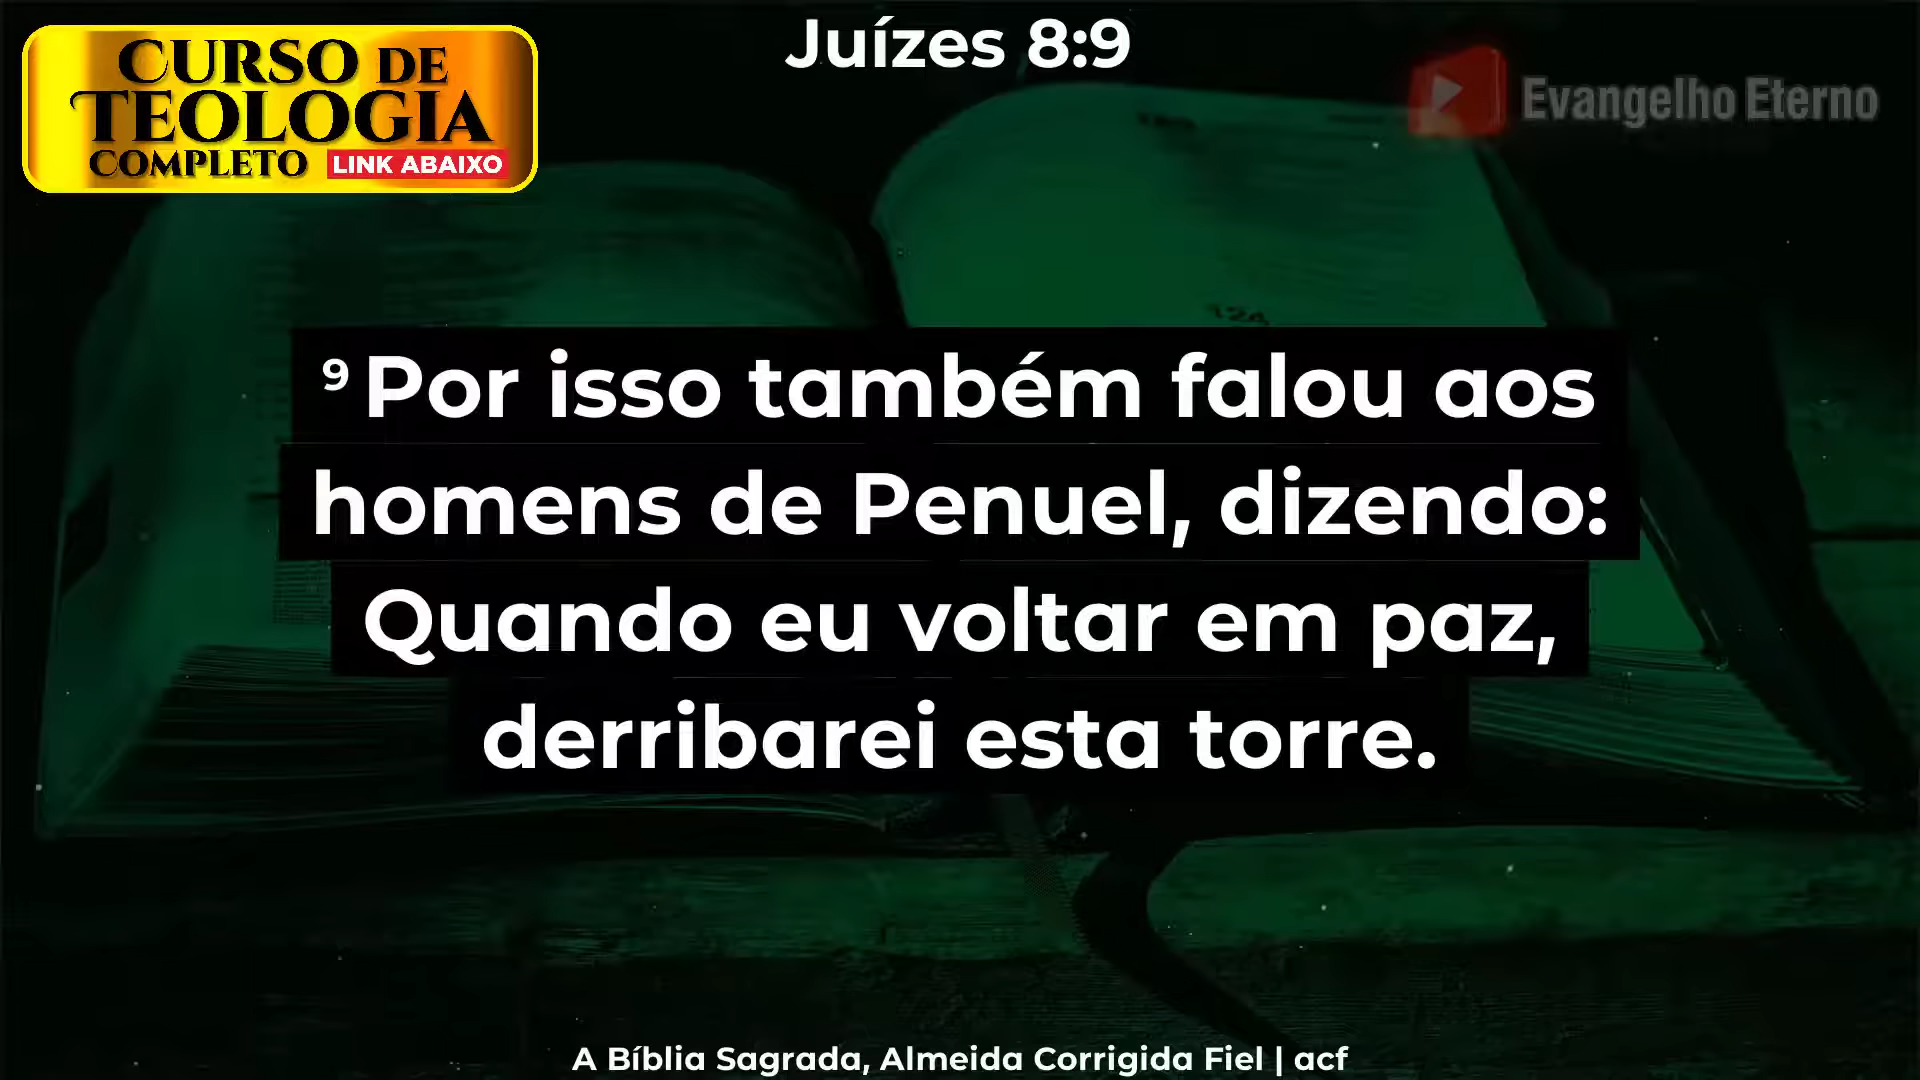 Juízes 8:9
CURSO DE
TEOLOGIA
COMPLETO LINK ABAIXO
Evangelho Eterno
124
9 Por isso também falou aos
homens de Penuel, dizendo:
Quando eu voltar em paz,
derribarei esta torre.
A Bíblia Sagrada, Almeida Corrigida Fiel | acf